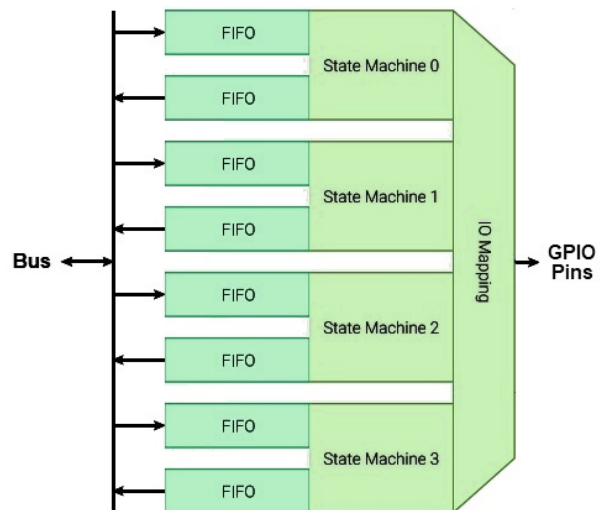 FIFO
State Machine 0
FIFO
FIFO
State Machine 1
FIFO
Bus
IO Mapping
GPIO
Pins
FIFO
State Machine 2
FIFO
FIFO
State Machine 3
FIFO